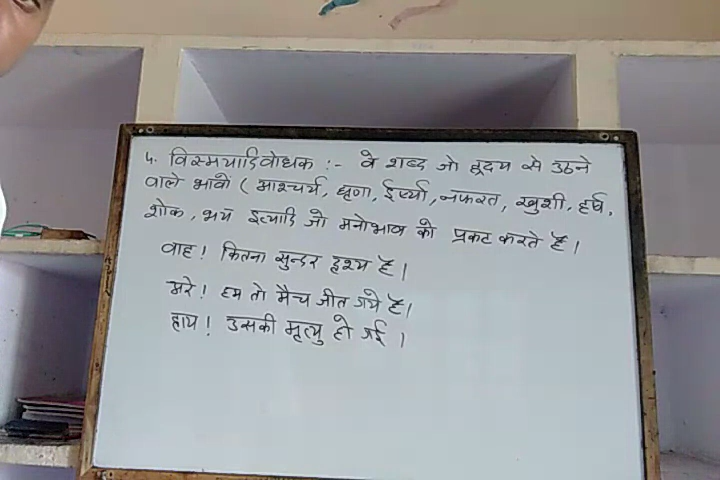 4. विस्मयादिवोधक :- वे शब्द जो हृदय से उठने
वाले भावों ( आश्चर्य, घृणा, ईर्ष्या, नफरत, खुशी, हर्ष,
शोक, भय इत्यादि जो मनोभाव को प्रकट करते है।
वाह! कितना सुन्डर दृश्य है।
अरे! हम तो मैच जीत गये है।
हाय! उसकी मृत्यु हो गई ।